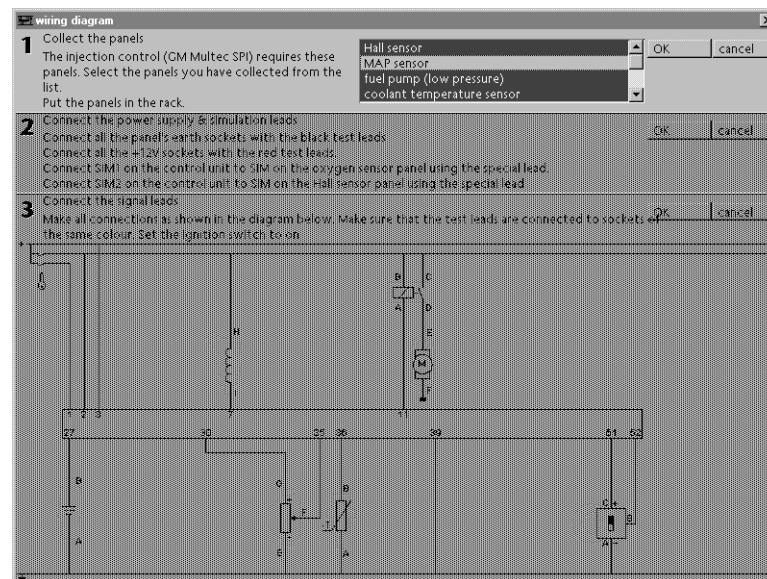 wiring diagram
1 Collect the panels
The injection control (GM Multec SPI) requires these
panels. Select the panels you have collected from the
list.
Put the panels in the rack.
Hall sensor
MAP sensor
fuel pump (low pressure)
coolant temperature sensor
OK cancel
2 Connect the power supply & simulation leads
Connect all the panel's earth sockets with the black test leads
Connect all the +12V sockets with the red test leads.
Connect SIM1 on the control unit to SIM on the oxygen sensor panel using the special lead.
Connect SIM2 on the control unit to SIM on the Hall sensor panel using the special lead
OK cancel
3 Connect the signal leads
Make all connections as shown in the diagram below. Make sure that the test leads are connected to sockets of
the same colour. Set the ignition switch to on
OK cancel
+
B C
A D
H E
M
I F
1 2 3 7 11
27 30 35 36 39 51 52
B G B C +
F B
T A -
A A